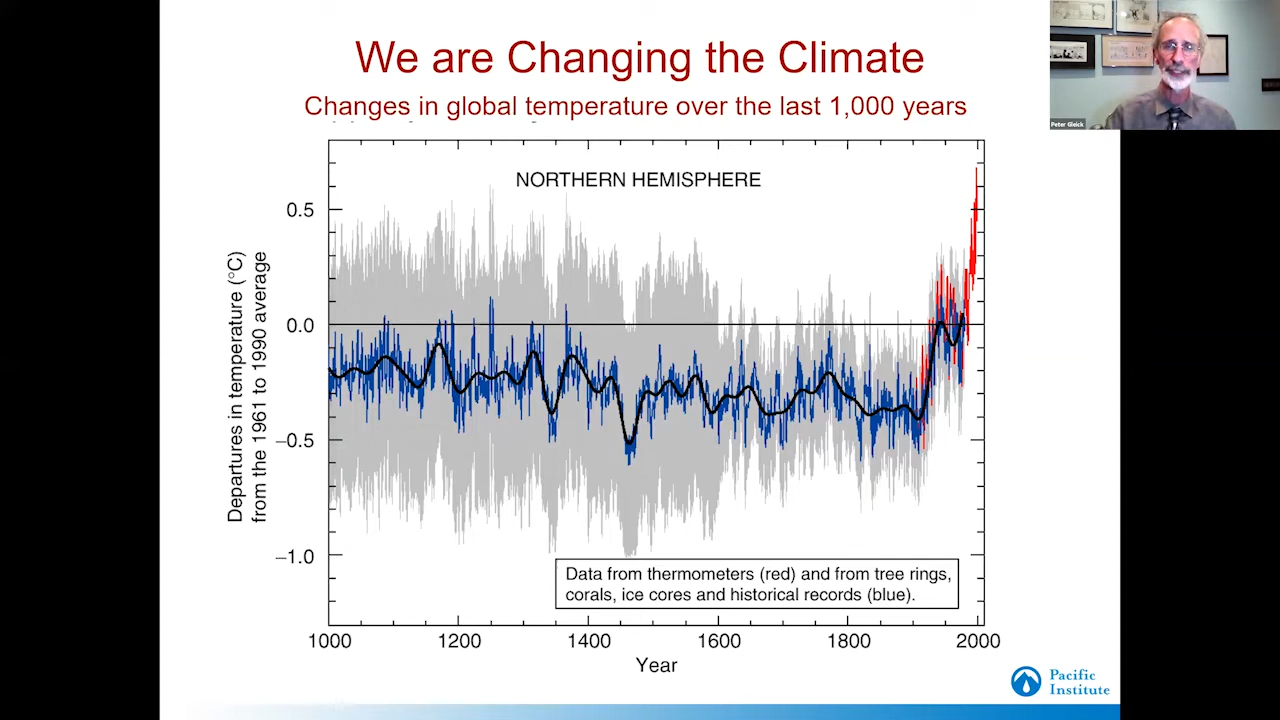 We are Changing the Climate
Changes in global temperature over the last 1,000 years
Peter Gleick
NORTHERN HEMISPHERE
Departures in temperature (°C)
from the 1961 to 1990 average
0.5
0.0
−0.5
−1.0
Data from thermometers (red) and from tree rings,
corals, ice cores and historical records (blue).
1000 1200 1400 1600 1800 2000
Year
Pacific
Institute